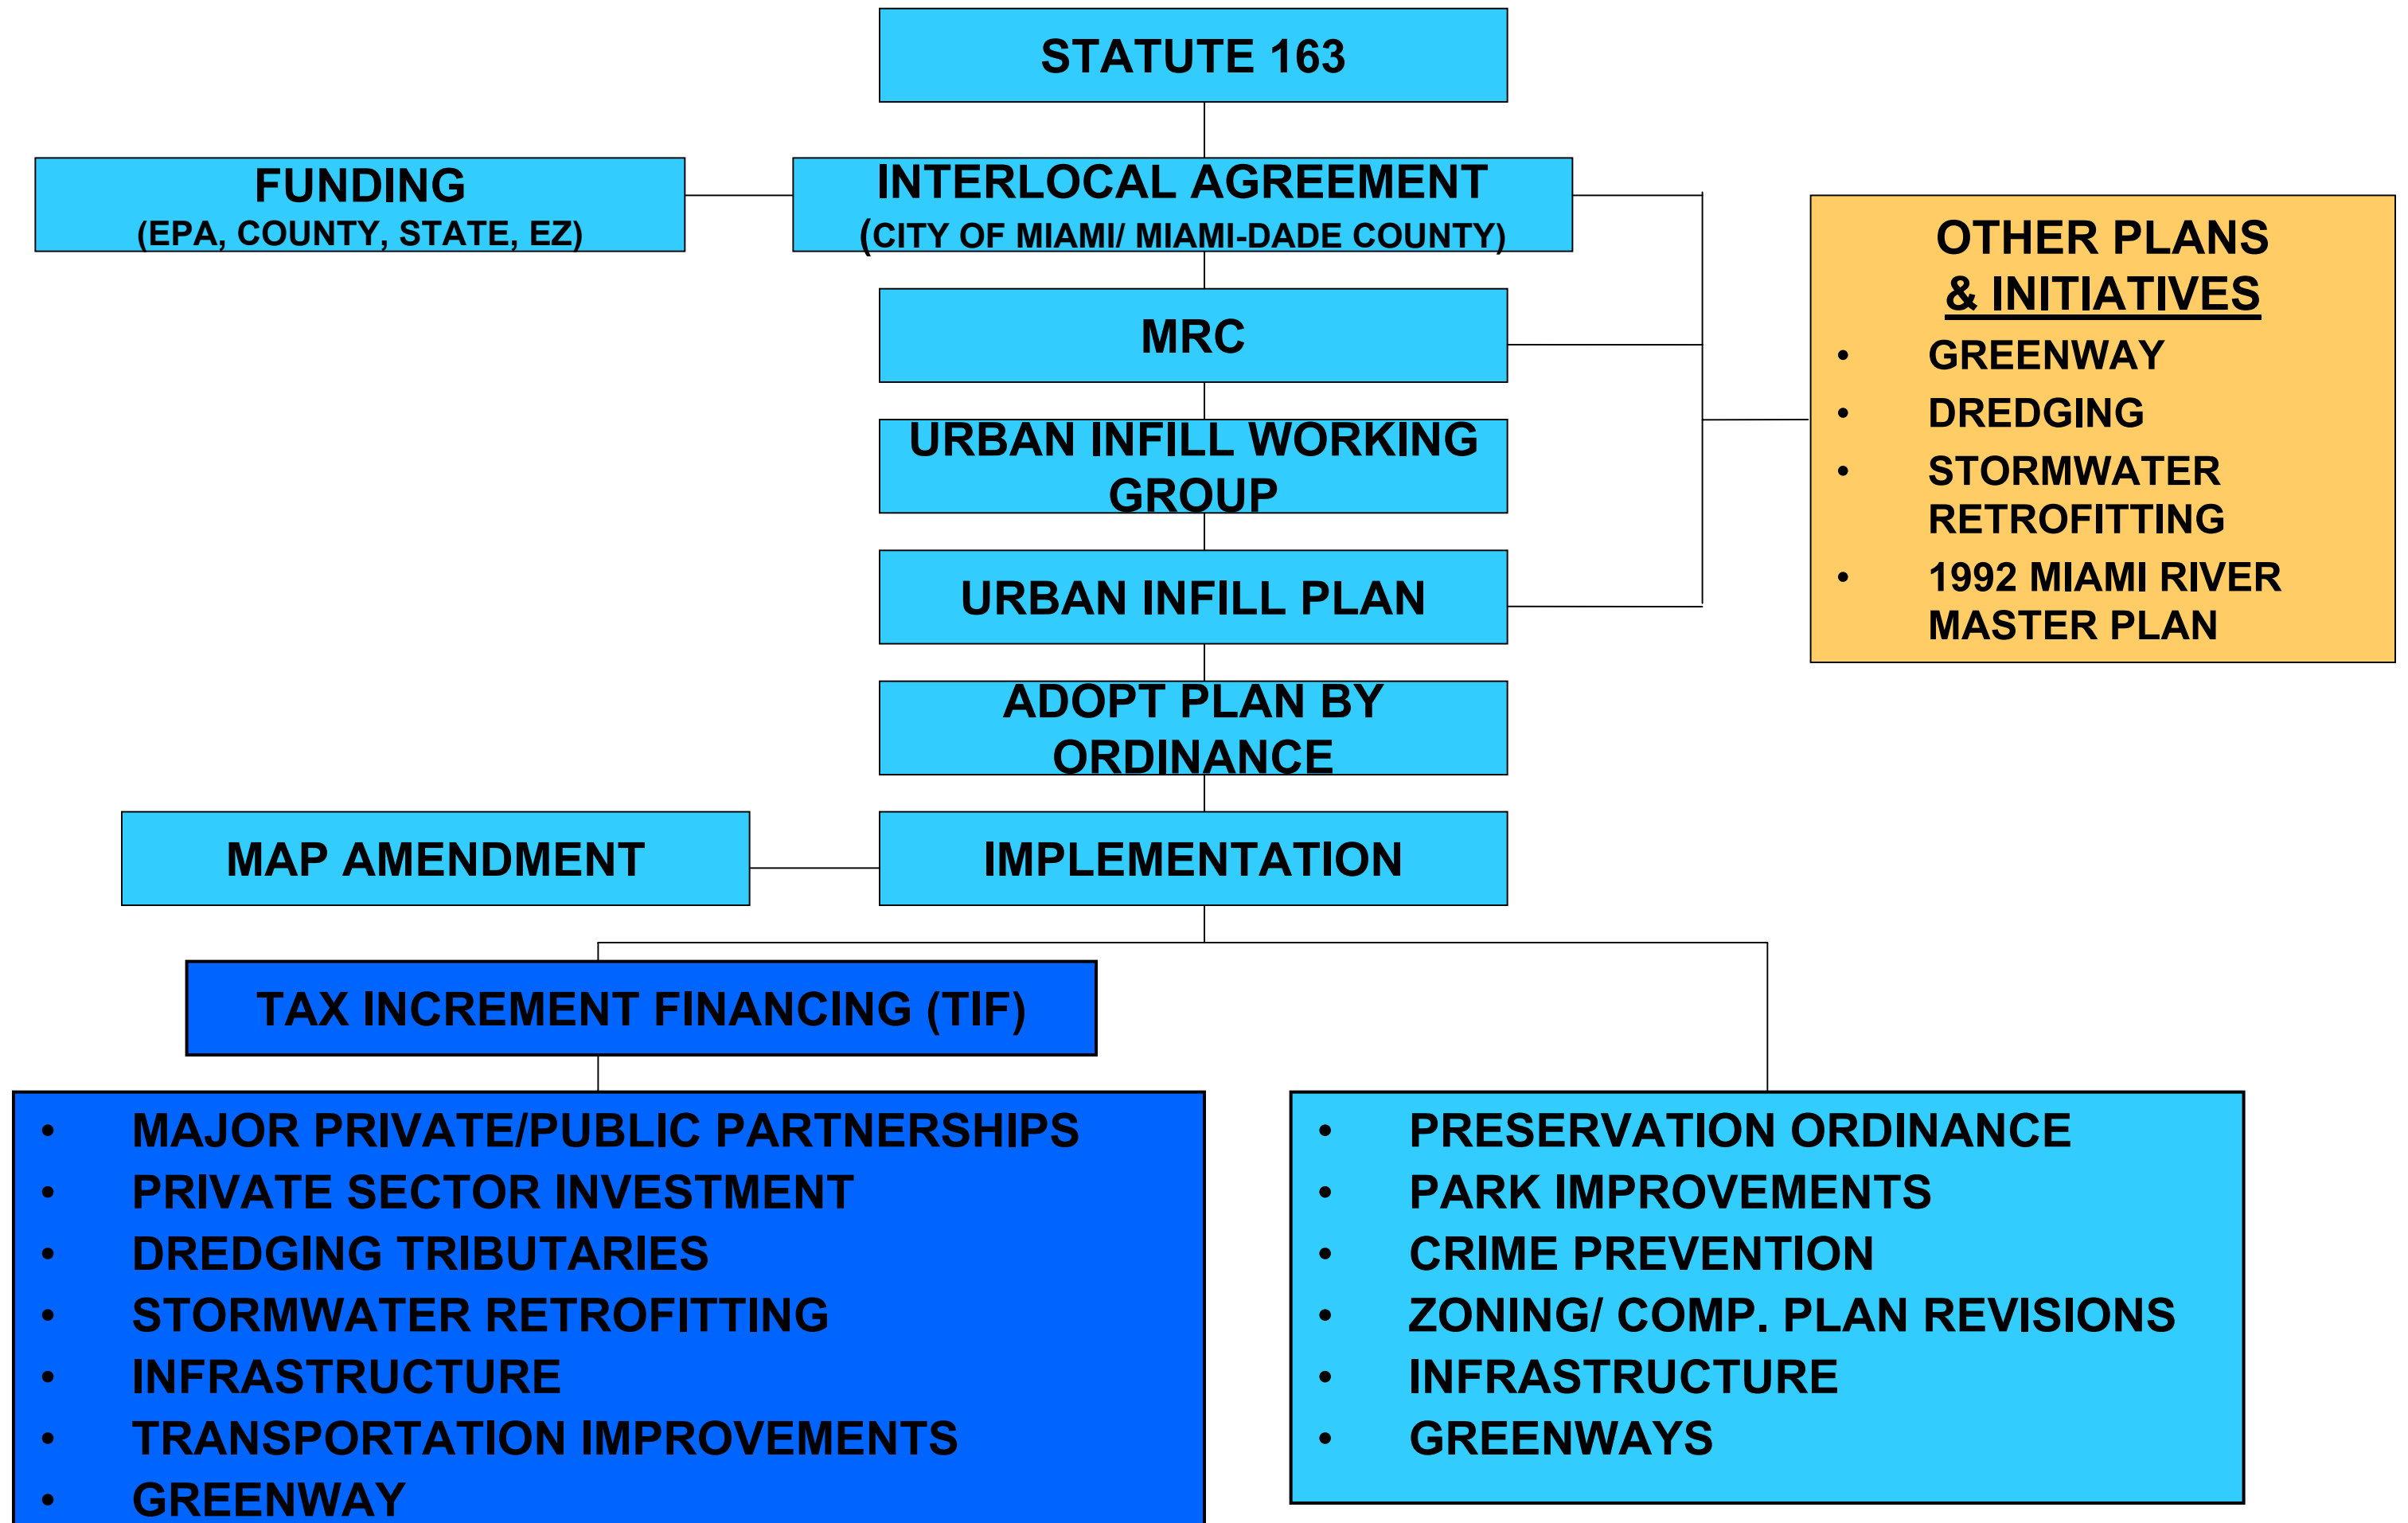 STATUTE 163
FUNDING
(EPA, COUNTY, STATE, EZ)
INTERLOCAL AGREEMENT
(CITY OF MIAMI/ MIAMI-DADE COUNTY)
OTHER PLANS
& INITIATIVES
• GREENWAY
• DREDGING
• STORMWATER
RETROFITTING
• 1992 MIAMI RIVER
MASTER PLAN
MRC
URBAN INFILL WORKING
GROUP
URBAN INFILL PLAN
ADOPT PLAN BY
ORDINANCE
MAP AMENDMENT
IMPLEMENTATION
TAX INCREMENT FINANCING (TIF)
• MAJOR PRIVATE/PUBLIC PARTNERSHIPS
• PRIVATE SECTOR INVESTMENT
• DREDGING TRIBUTARIES
• STORMWATER RETROFITTING
• INFRASTRUCTURE
• TRANSPORTATION IMPROVEMENTS
• GREENWAY
• PRESERVATION ORDINANCE
• PARK IMPROVEMENTS
• CRIME PREVENTION
• ZONING/ COMP. PLAN REVISIONS
• INFRASTRUCTURE
• GREENWAYS